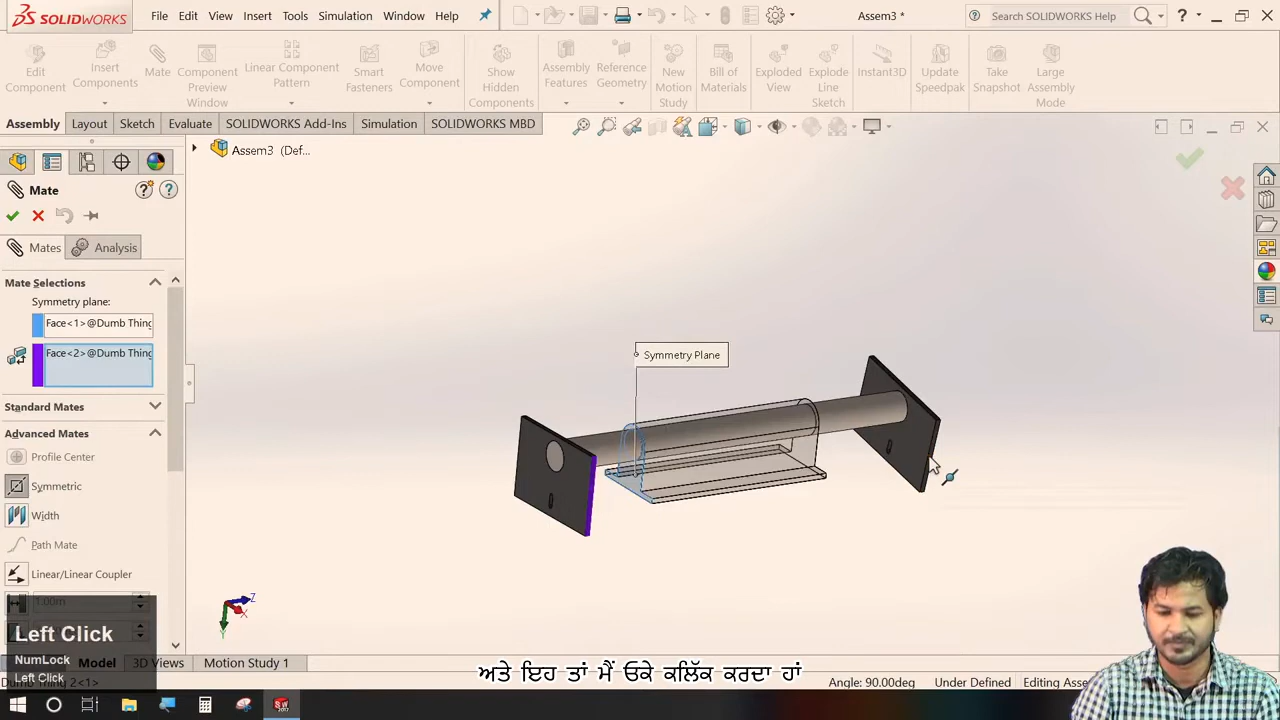 SOLIDWORKS
File Edit View Insert Tools Simulation Window Help
Assem3 *
Search SOLIDWORKS Help
Edit Component
Insert Components
Mate
Component Preview Window
Linear Component Pattern
Smart Fasteners
Move Component
Show Hidden Components
Assembly Features
Reference Geometry
New Motion Study
Bill of Materials
Exploded View
Explode Line Sketch
Instant3D
Update Speedpak
Take Snapshot
Large Assembly Mode
Assembly Layout Sketch Evaluate SOLIDWORKS Add-Ins Simulation SOLIDWORKS MBD
Assem3 (Def...
Mate
Mates Analysis
Mate Selections
Symmetry plane:
Face<1>@Dumb Thing
Face<2>@Dumb Thing
Standard Mates
Advanced Mates
Profile Center
Symmetric
Width
Path Mate
Linear/Linear Coupler
1.00m
Symmetry Plane
Z
X
Y
Left Click
NumLock
Left Click
Model 3D Views Motion Study 1
ਅਤੇ ਇਹ ਤਾਂ ਮੈਂ ਓਕੇ ਕਲਿੱਕ ਕਰਦਾ ਹਾਂ
Dumb Thing 2<1>
Angle: 90.00deg Under Defined Editing Asse